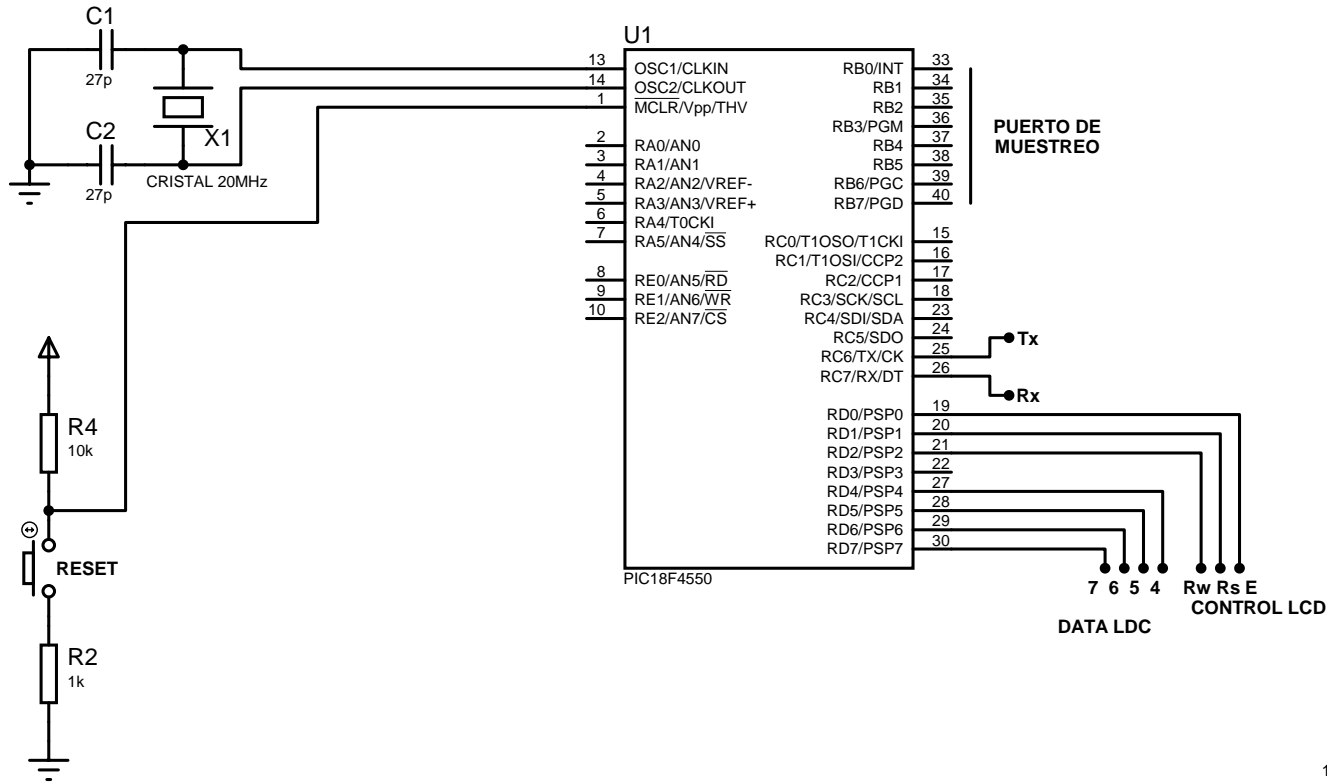 C1
27p
C2
27p
X1
CRISTAL 20MHz
R4
10k
RESET
R2
1k
U1
13 OSC1/CLKIN
14 OSC2/CLKOUT
1 MCLR/Vpp/THV
2 RA0/AN0
3 RA1/AN1
4 RA2/AN2/VREF-
5 RA3/AN3/VREF+
6 RA4/T0CKI
7 RA5/AN4/SS
8 RE0/AN5/RD
9 RE1/AN6/WR
10 RE2/AN7/CS
RB0/INT 33
RB1 34
RB2 35
RB3/PGM 36
RB4 37
RB5 38
RB6/PGC 39
RB7/PGD 40
RC0/T1OSO/T1CKI 15
RC1/T1OSI/CCP2 16
RC2/CCP1 17
RC3/SCK/SCL 18
RC4/SDI/SDA 23
RC5/SDO 24
RC6/TX/CK 25
RC7/RX/DT 26
RD0/PSP0 19
RD1/PSP1 20
RD2/PSP2 21
RD3/PSP3 22
RD4/PSP4 27
RD5/PSP5 28
RD6/PSP6 29
RD7/PSP7 30
PIC18F4550
PUERTO DE
MUESTREO
Tx
Rx
7 6 5 4 Rw Rs E
CONTROL LCD
DATA LDC
1